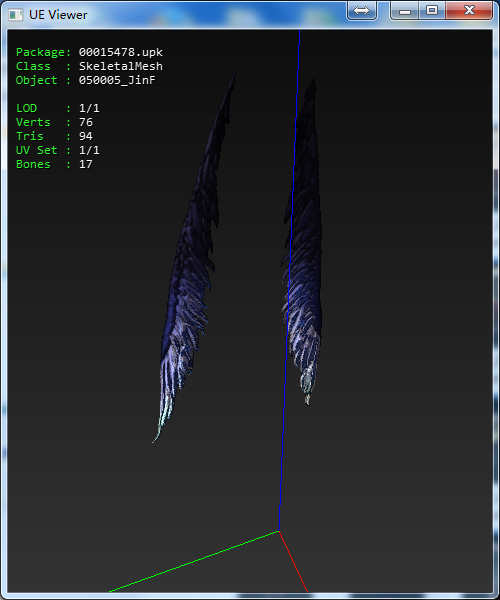 UE Viewer
Package: 00015478.upk
Class : SkeletalMesh
Object : 050005_JinF
LOD : 1/1
Verts : 76
Tris : 94
UV Set : 1/1
Bones : 17